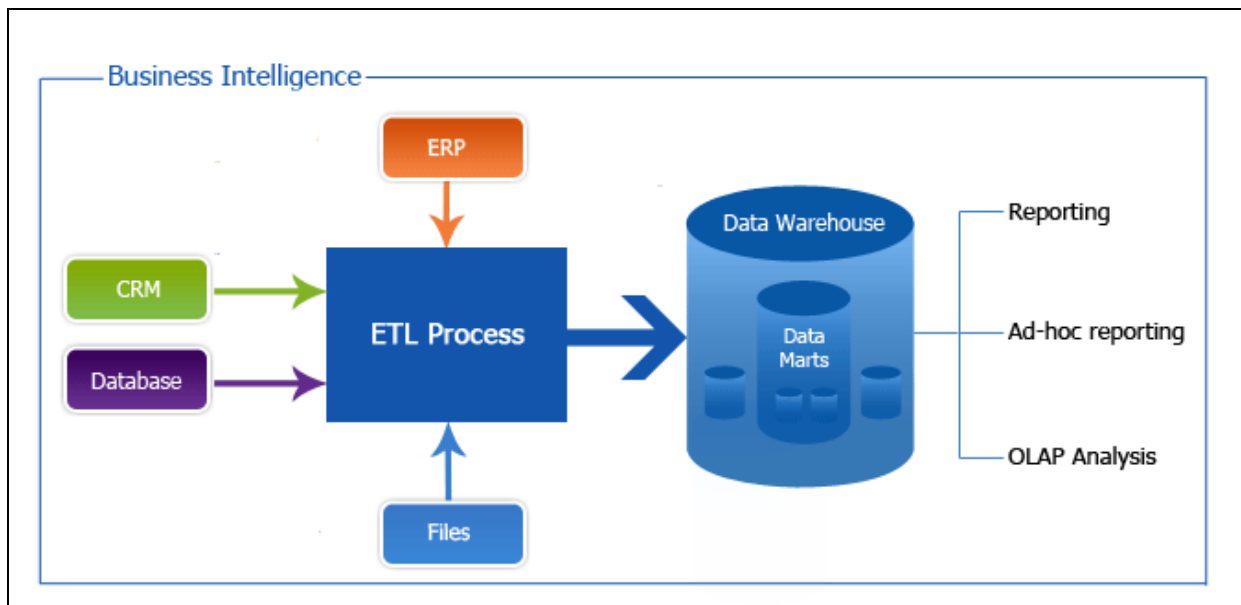 Business Intelligence
ERP
CRM
Database
ETL Process
Files
Data Warehouse
Data
Marts
Reporting
Ad-hoc reporting
OLAP Analysis